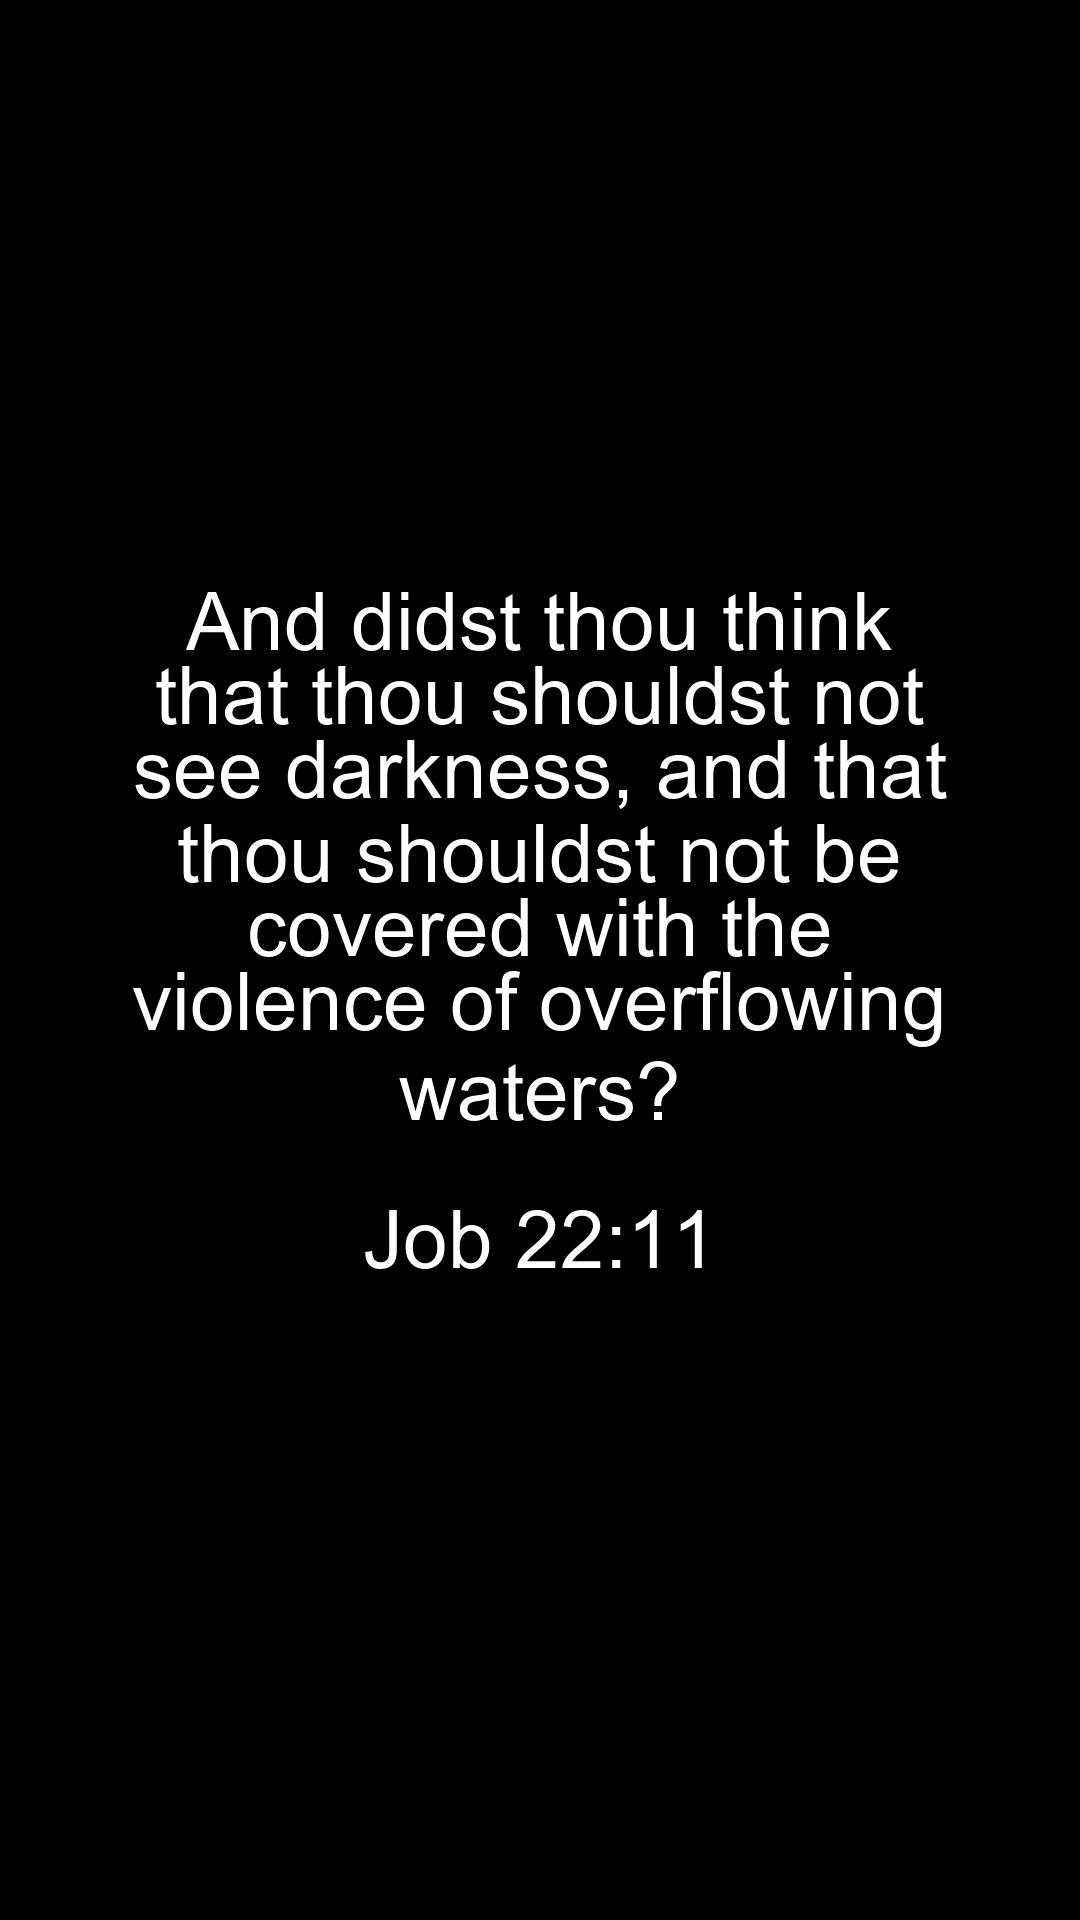 And didst thou think
that thou shouldst not
see darkness, and that
thou shouldst not be
covered with the
violence of overflowing
waters?
Job 22:11